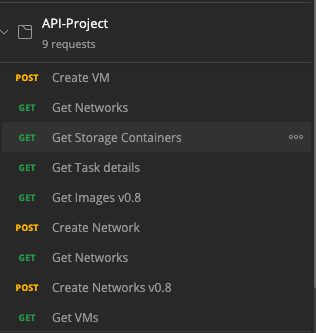 API-Project
9 requests
POST Create VM
GET Get Networks
GET Get Storage Containers
GET Get Task details
GET Get Images v0.8
POST Create Network
GET Get Networks
POST Create Networks v0.8
GET Get VMs